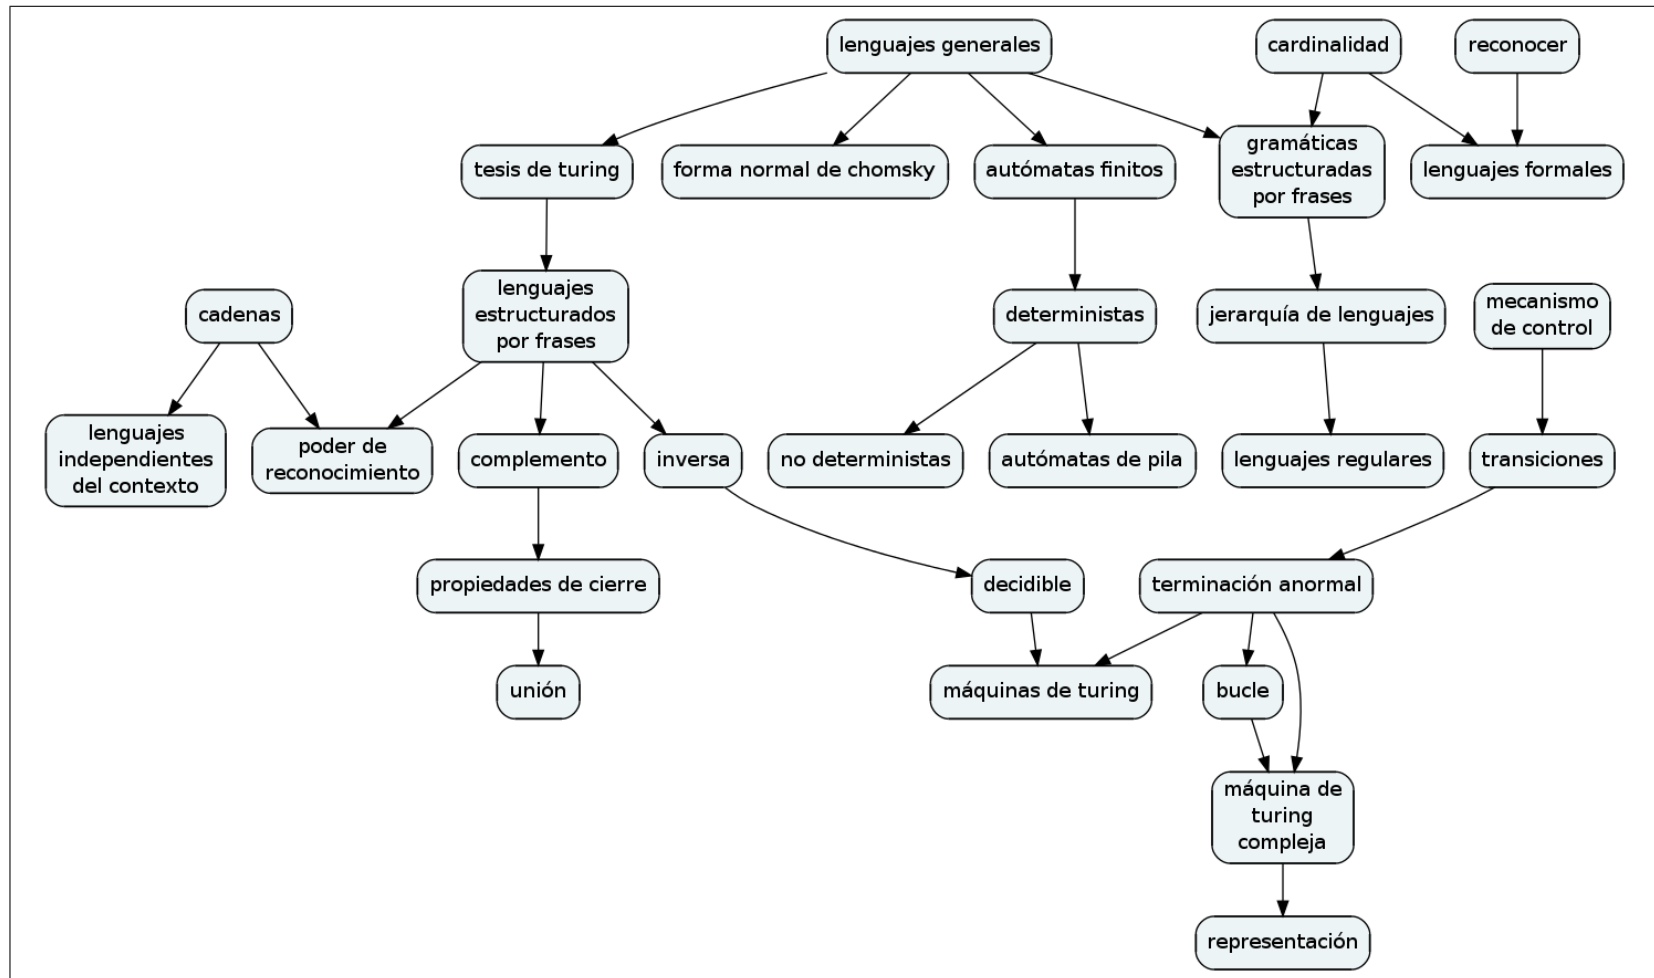 lenguajes generales
cardinalidad
reconocer
tesis de turing
forma normal de chomsky
autómatas finitos
gramáticas
estructuradas
por frases
lenguajes formales
cadenas
lenguajes
estructurados
por frases
deterministas
jerarquía de lenguajes
mecanismo
de control
lenguajes
independientes
del contexto
poder de
reconocimiento
complemento
inversa
no deterministas
autómatas de pila
lenguajes regulares
transiciones
propiedades de cierre
decidible
terminación anormal
unión
máquinas de turing
bucle
máquina de
turing
compleja
representación